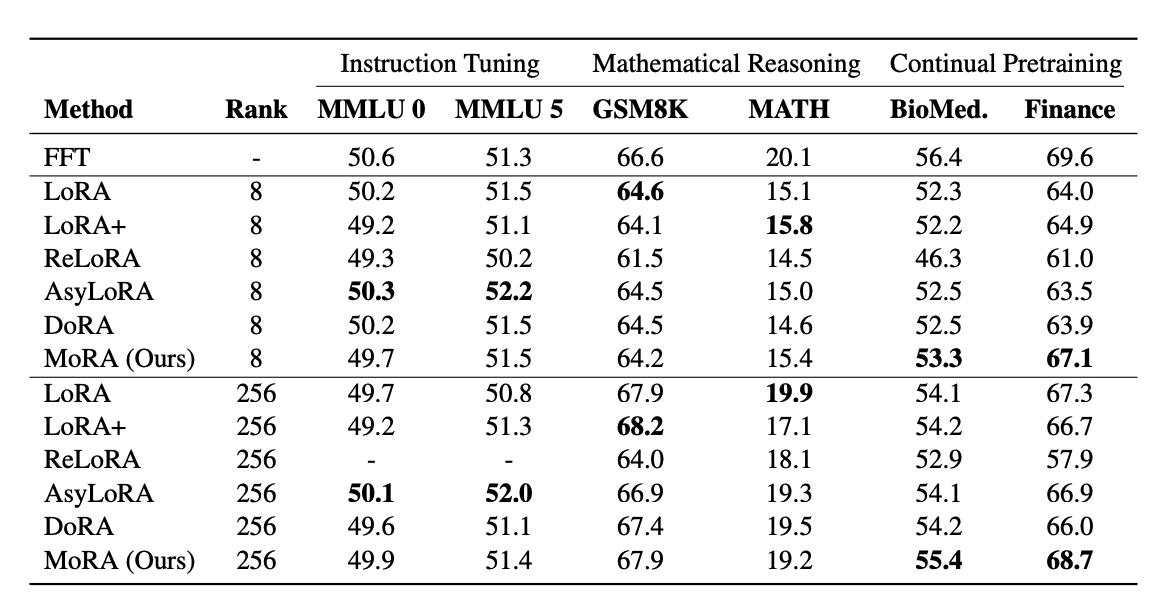 Instruction Tuning Mathematical Reasoning Continual Pretraining
Method Rank MMLU 0 MMLU 5 GSM8K MATH BioMed. Finance
FFT - 50.6 51.3 66.6 20.1 56.4 69.6
LoRA 8 50.2 51.5 64.6 15.1 52.3 64.0
LoRA+ 8 49.2 51.1 64.1 15.8 52.2 64.9
ReLoRA 8 49.3 50.2 61.5 14.5 46.3 61.0
AsyLoRA 8 50.3 52.2 64.5 15.0 52.5 63.5
DoRA 8 50.2 51.5 64.5 14.6 52.5 63.9
MoRA (Ours) 8 49.7 51.5 64.2 15.4 53.3 67.1
LoRA 256 49.7 50.8 67.9 19.9 54.1 67.3
LoRA+ 256 49.2 51.3 68.2 17.1 54.2 66.7
ReLoRA 256 - - 64.0 18.1 52.9 57.9
AsyLoRA 256 50.1 52.0 66.9 19.3 54.1 66.9
DoRA 256 49.6 51.1 67.4 19.5 54.2 66.0
MoRA (Ours) 256 49.9 51.4 67.9 19.2 55.4 68.7